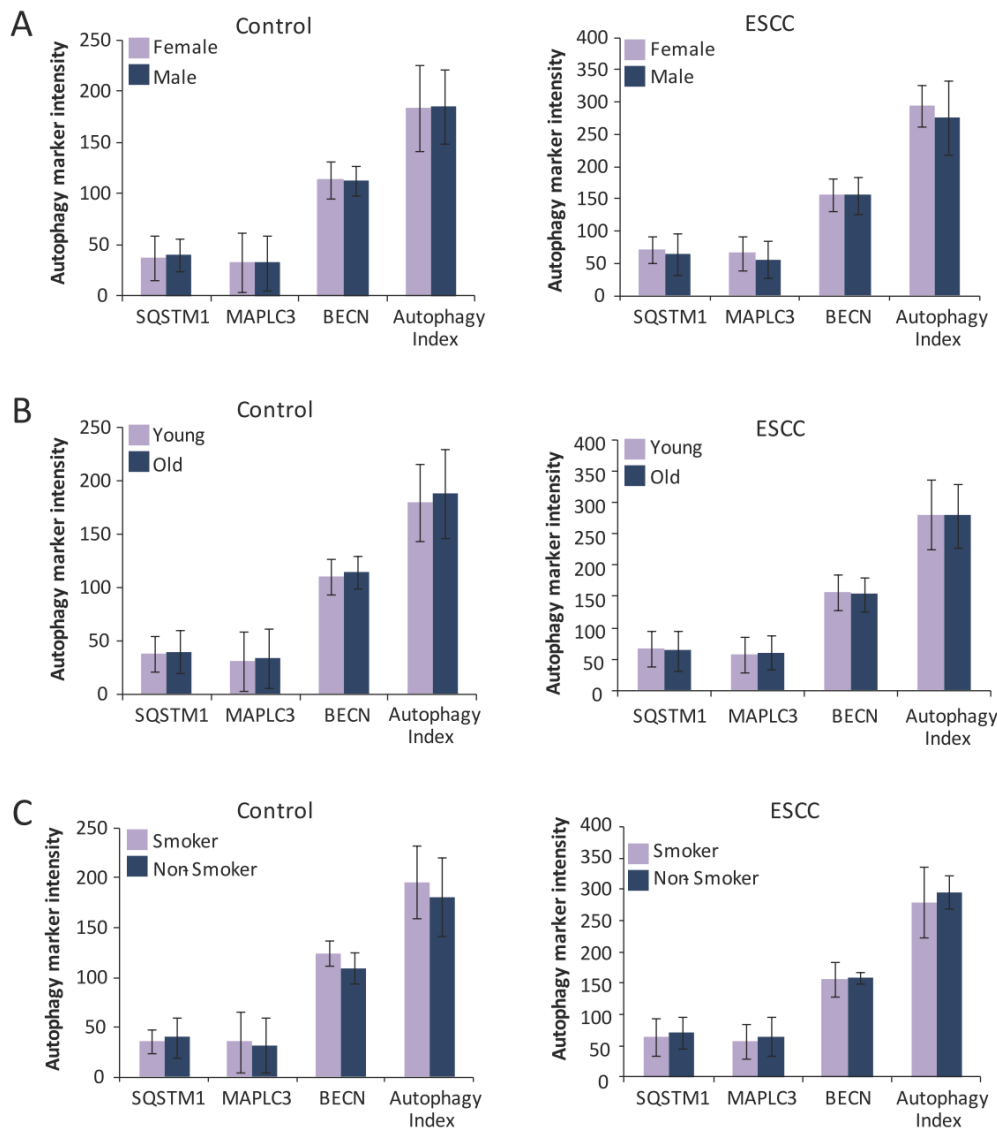 A
Control
Autophagy marker intensity
250
200
150
100
50
0
Female
Male
SQSTM1 MAPLC3 BECN Autophagy
Index
ESCC
Autophagy marker intensity
400
350
300
250
200
150
100
50
0
Female
Male
SQSTM1 MAPLC3 BECN Autophagy
Index
B
Control
Autophagy marker intensity
250
200
150
100
50
0
Young
Old
SQSTM1 MAPLC3 BECN Autophagy
Index
ESCC
Autophagy marker intensity
400
350
300
250
200
150
100
50
0
Young
Old
SQSTM1 MAPLC3 BECN Autophagy
Index
C
Control
Autophagy marker intensity
250
200
150
100
50
0
Smoker
Non-Smoker
SQSTM1 MAPLC3 BECN Autophagy
Index
ESCC
Autophagy marker intensity
400
350
300
250
200
150
100
50
0
Smoker
Non-Smoker
SQSTM1 MAPLC3 BECN Autophagy
Index